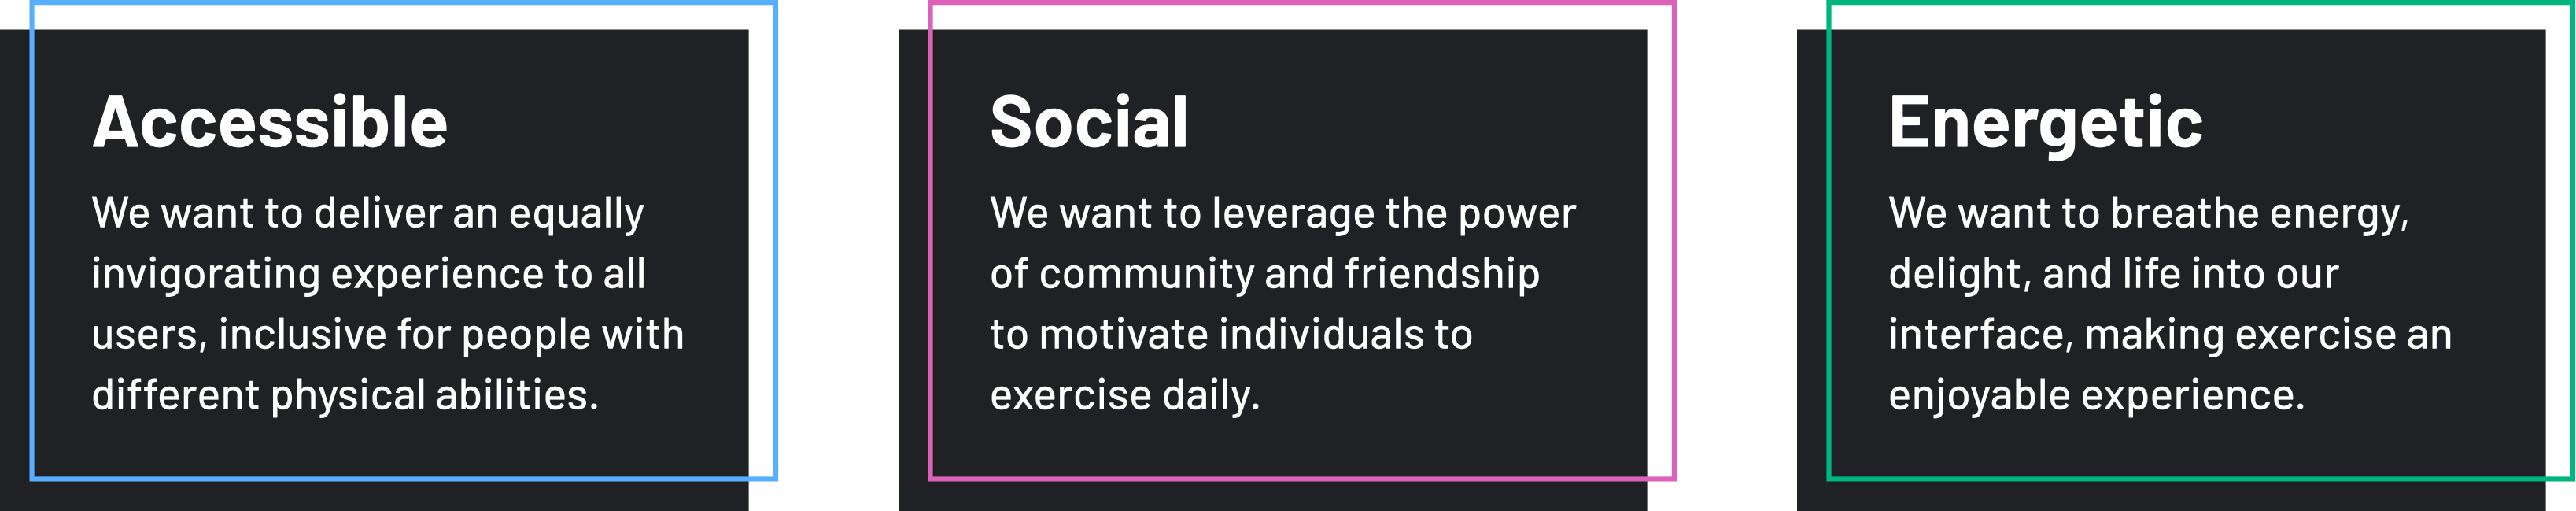 Accessible
We want to deliver an equally
invigorating experience to all
users, inclusive for people with
different physical abilities.
Social
We want to leverage the power
of community and friendship
to motivate individuals to
exercise daily.
Energetic
We want to breathe energy,
delight, and life into our
interface, making exercise an
enjoyable experience.